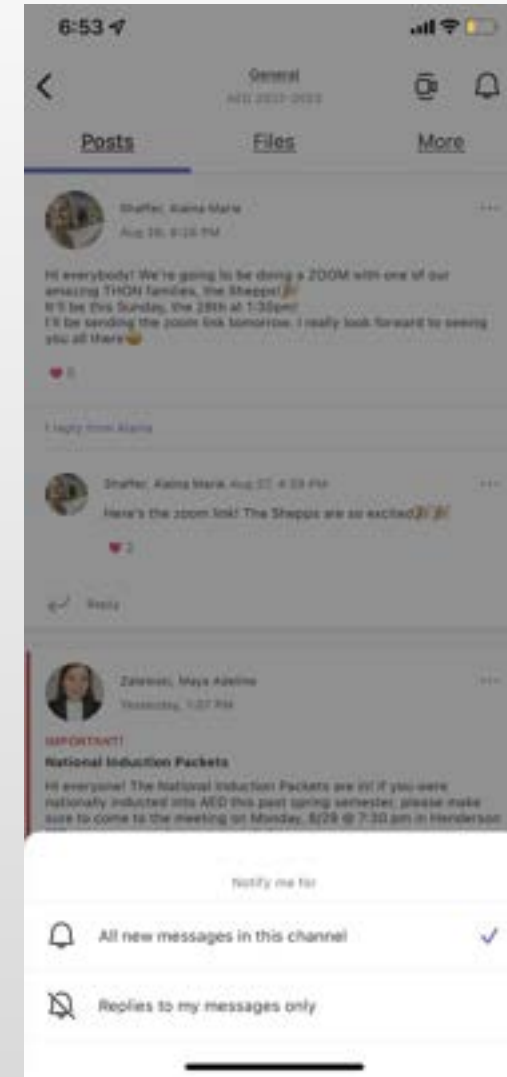 6:53
General
AED 2022-2023
Posts Files More
Shaffer, Alaina Marie
Aug 26, PM
Hi everybody! We're going to be doing a ZOOM with one of our
amazing THON families, the Shepps!
It'll be this Sunday, the 28th at 1:30pm!
I'll be sending the zoom link tomorrow. I really look forward to seeing
you all there
1 reply from Alaina
Shaffer, Alaina Marie Aug 27, 4:59 PM
Here's the zoom link! The Shepps are so excited
2
Reply
Zalewski, Maya Adeline
Yesterday, 1:07 PM
IMPORTANT!
National Induction Packets
Hi everyone! The National Induction Packets are in! If you were
nationally inducted into AED this past spring semester, please make
sure to come to the meeting on Monday, 8/29 @ 7:30 pm in Henderson
Notify me for
All new messages in this channel
Replies to my messages only